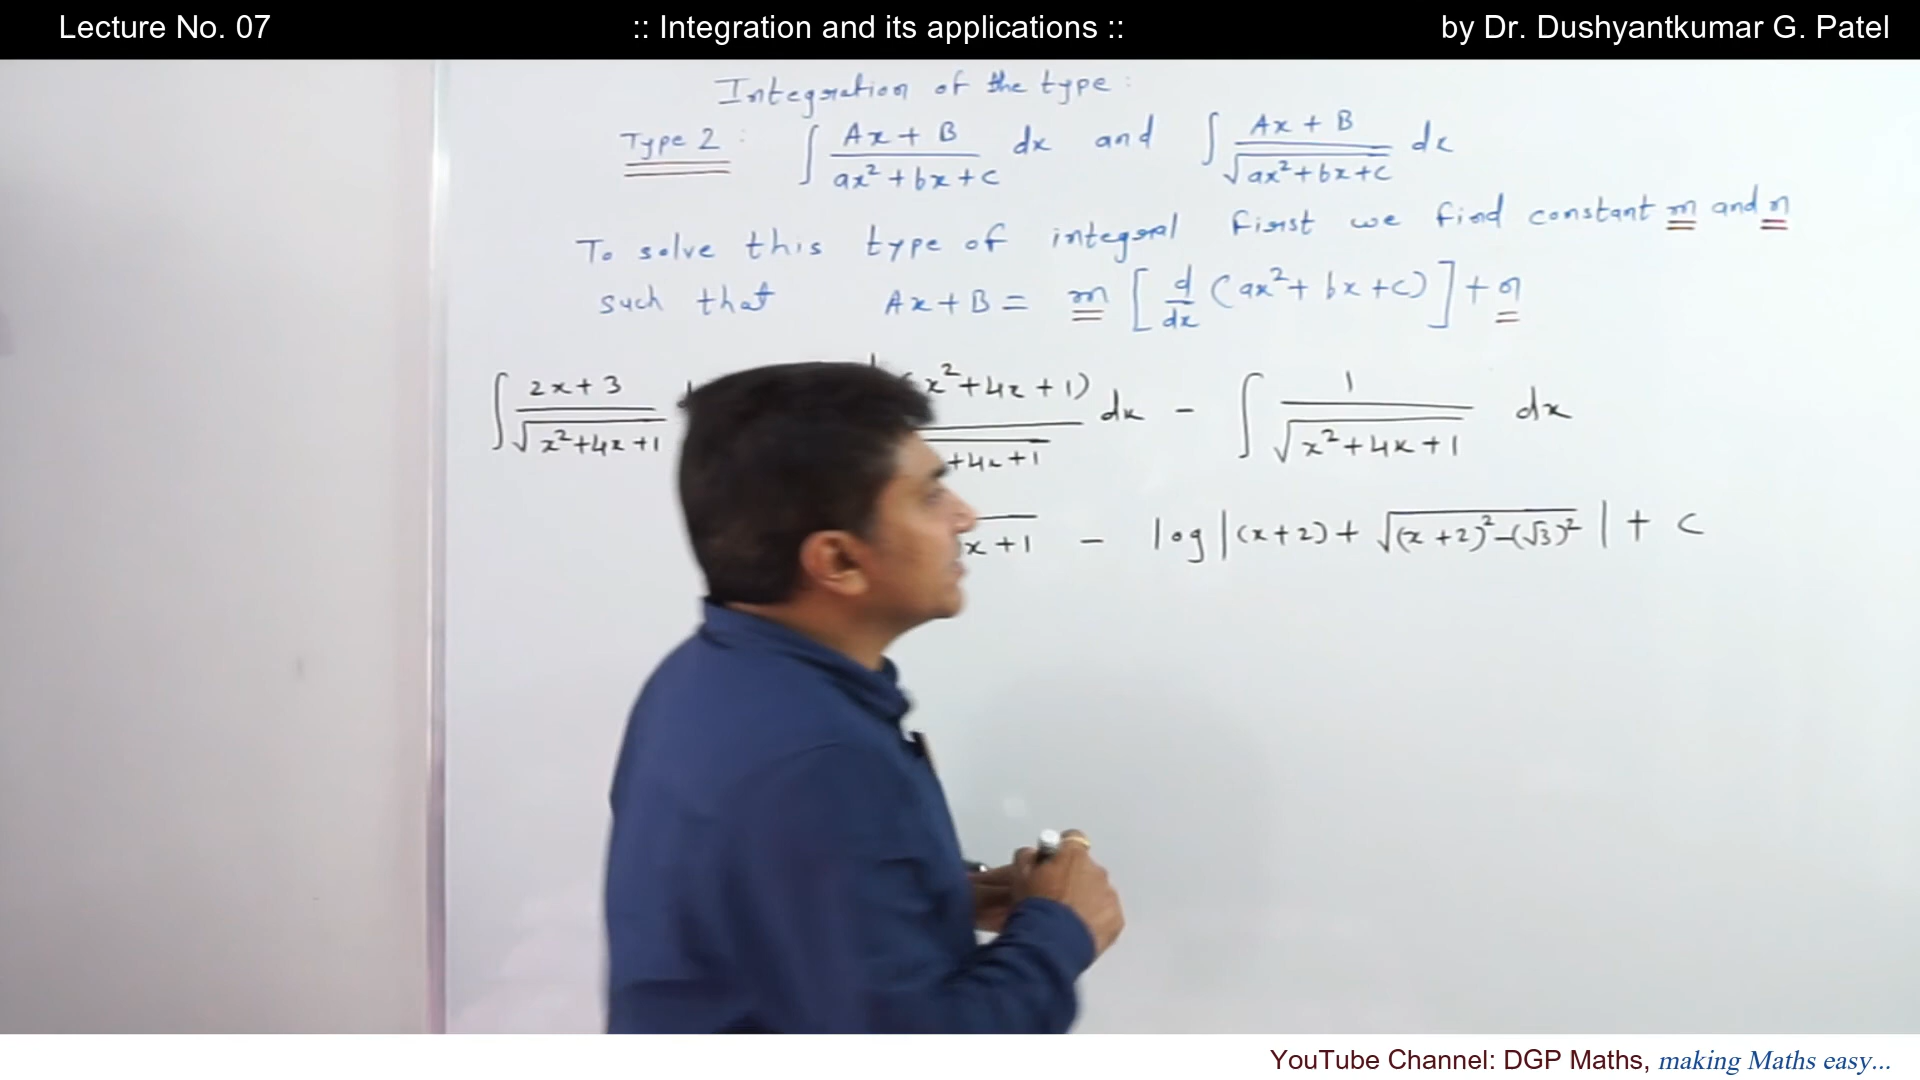 Lecture No. 07 :: Integration and its applications :: by Dr. Dushyantkumar G. Patel
Integration of the type :
Type 2 : ∫ (Ax + B)/(ax² + bx + c) dx and ∫ (Ax + B)/√(ax² + bx + c) dx
To solve this type of integral first we find constant m and n
such that Ax + B = m [ d/dx (ax² + bx + c) ] + n
∫ (2x + 3)/√(x² + 4x + 1) x² + 4x + 1) / + 4x + 1 dx - ∫ 1/√(x² + 4x + 1) dx
x + 1 - log |(x + 2) + √((x + 2)² - (√3)²) | + c
YouTube Channel: DGP Maths, making Maths easy...